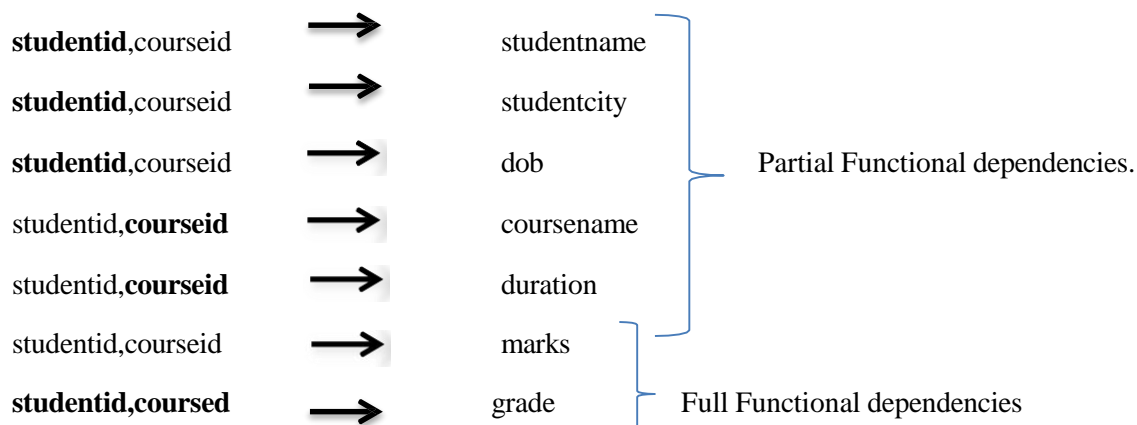 studentid,courseid studentname
studentid,courseid studentcity
studentid,courseid dob Partial Functional dependencies.
studentid,courseid coursename
studentid,courseid duration
studentid,courseid marks
studentid,coursed grade Full Functional dependencies